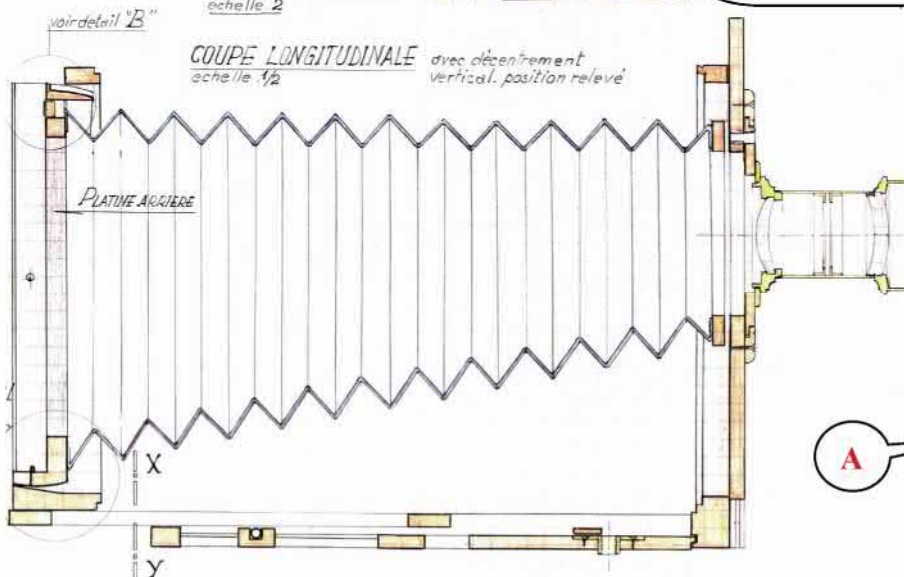 echelle 2
voir detail "B"
COUPE LONGITUDINALE avec décentrement
echelle 1/2 vertical. position relevé
PLATINE ARRIERE
X
A
Y